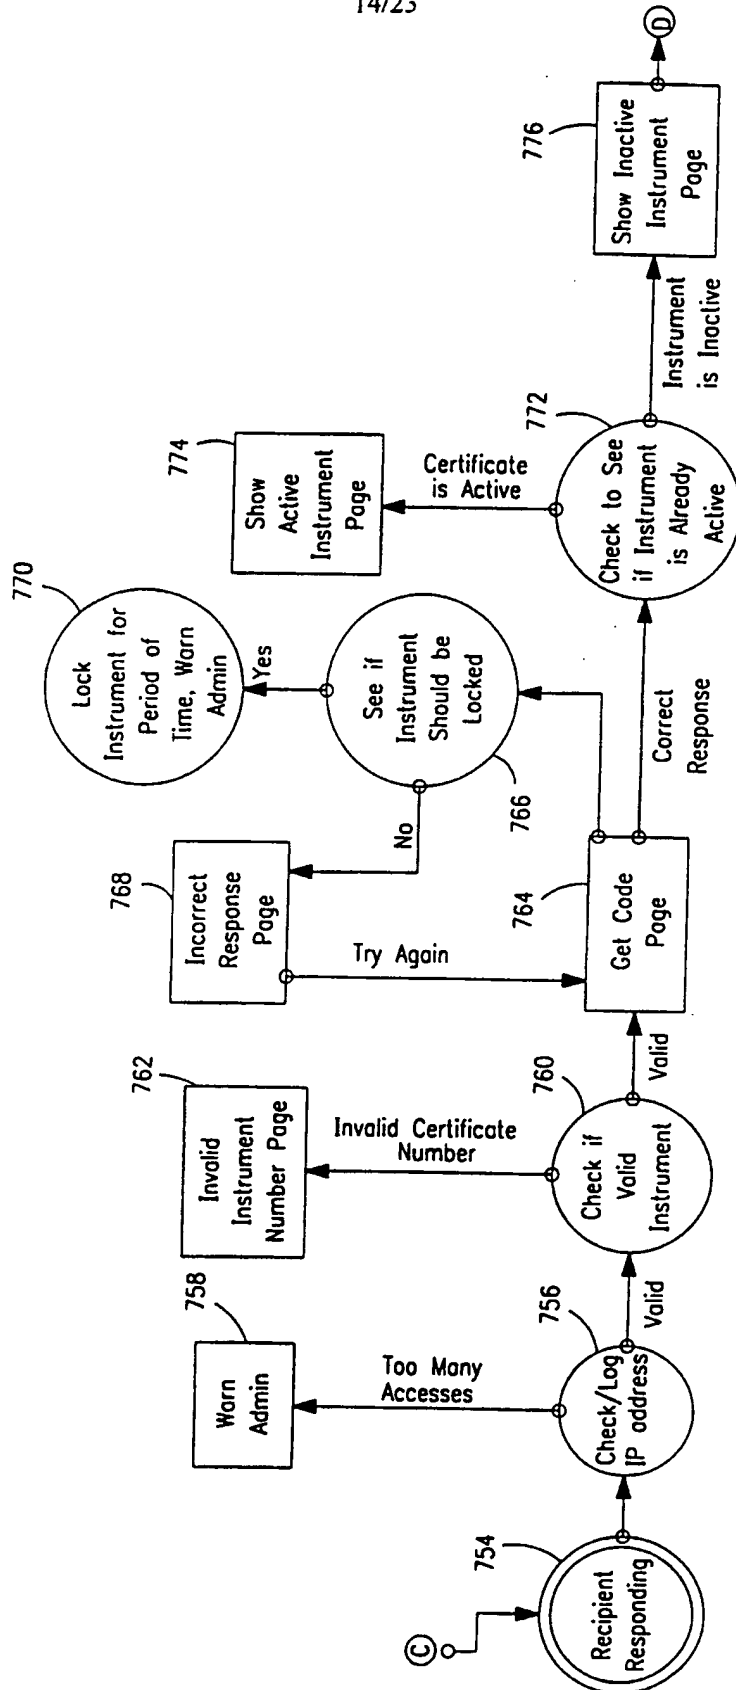 14/23
C
754
Recipient
Responding
756
Check/Log
IP address
Too Many
Accesses
758
Warn
Admin
Valid
760
Check if
Valid
Instrument
Invalid Certificate
Number
762
Invalid
Instrument
Number Page
Valid
764
Get Code
Page
Try Again
768
Incorrect
Response
Page
No
766
See if
Instrument
Should be
Locked
Yes
770
Lock
Instrument for
Period of
Time, Warn
Admin
Correct
Response
772
Check to See
if Instrument
is Already
Active
Certificate
is Active
774
Show
Active
Instrument
Page
Instrument
is Inactive
776
Show Inactive
Instrument
Page
D